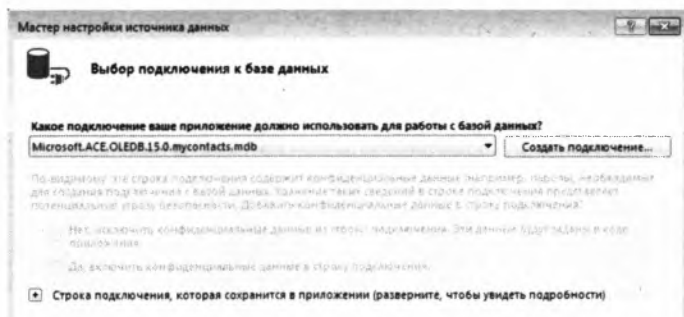 Мастер настройки источника данных
Выбор подключения к базе данных
Какое подключение ваше приложение должно использовать для работы с базой данных?
Microsoft.ACE.OLEDB.15.0.mycontacts.mdb
Создать подключение...
По-видимому, эта строка подключения содержит конфиденциальные данные (например, пароли), необходимые
для создания подключения с базой данных. Хранение таких сведений в строке подключения представляет
потенциальную угрозу безопасности. Добавить конфиденциальные данные в строку подключения?
Нет, исключить конфиденциальные данные из строки подключения. Эти данные будут заданы в коде
приложения.
Да, включить конфиденциальные данные в строку подключения.
Строка подключения, которая сохранится в приложении (разверните, чтобы увидеть подробности)